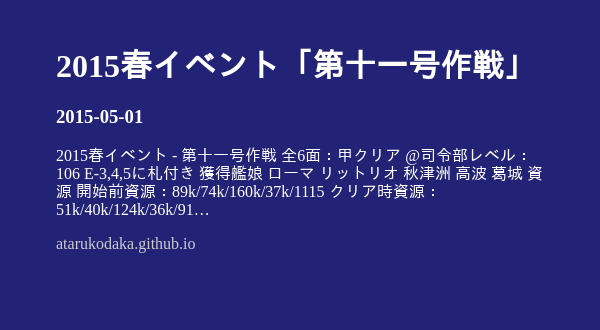 2015春イベント「第十一号作戦」
2015-05-01
2015春イベント - 第十一号作戦 全6面：甲クリア @司令部レベル：
106 E-3,4,5に札付き 獲得艦娘 ローマ リットリオ 秋津洲 高波 葛城 資
源 開始前資源：89k/74k/160k/37k/1115 クリア時資源：
51k/40k/124k/36k/91…
atarukodaka.github.io